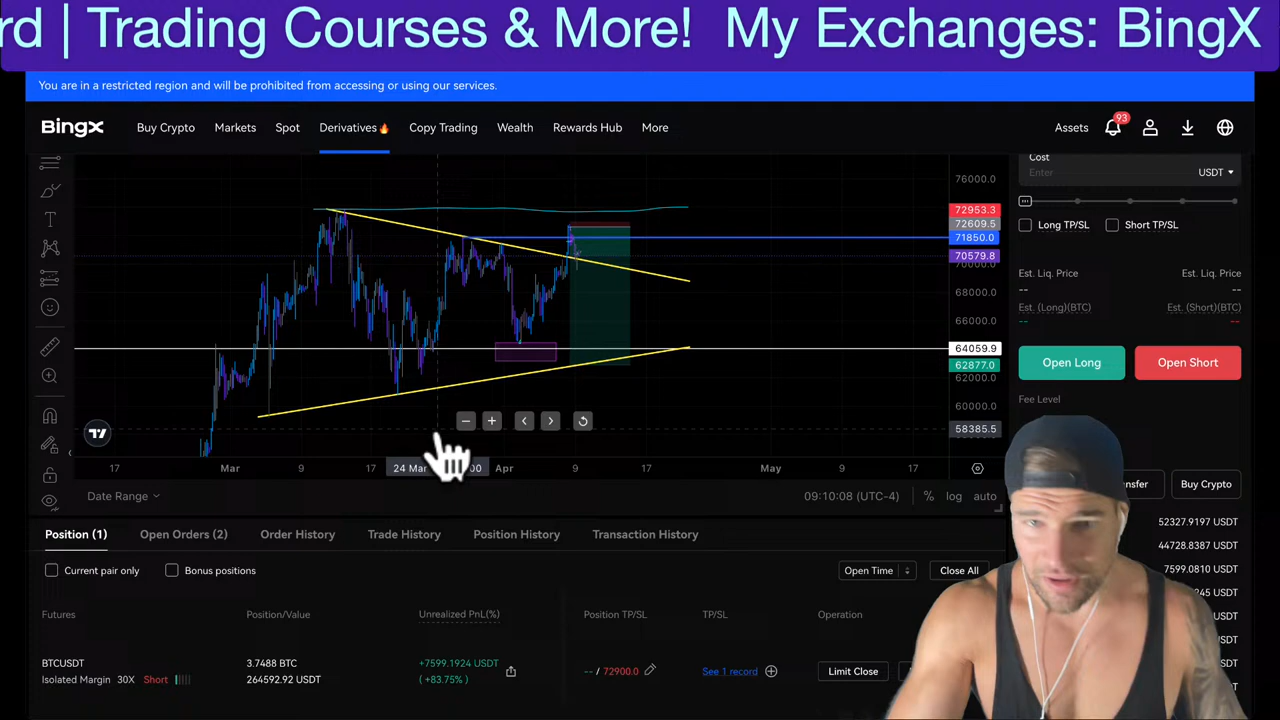 rd | Trading Courses & More! My Exchanges: BingX
You are in a restricted region and will be prohibited from accessing or using our services.
BingX Buy Crypto Markets Spot Derivatives🔥 Copy Trading Wealth Rewards Hub More Assets 93
Cost
Enter USDT
Long TP/SL Short TP/SL
Est. Liq. Price Est. Liq. Price
-- --
Est. (Long)(BTC) Est. (Short)(BTC)
-- --
Open Long Open Short
Fee Level
76000.0
72953.3
72609.5
71850.0
70579.8
70000.0
68000.0
66000.0
64059.9
62877.0
62000.0
60000.0
58385.5
17 Mar 9 17 24 Mar 00 Apr 9 17 May 9 17
Date Range 09:10:08 (UTC-4) % log auto
Buy Crypto
52327.9197 USDT
44728.8387 USDT
7599.0810 USDT
Position (1) Open Orders (2) Order History Trade History Position History Transaction History
Current pair only Bonus positions Open Time Close All
Futures Position/Value Unrealized PnL(%) Position TP/SL TP/SL Operation
BTCUSDT 3.7488 BTC +7599.1924 USDT
Isolated Margin 30X Short 264592.92 USDT (+83.75%) -- / 72900.0 See 1 record Limit Close